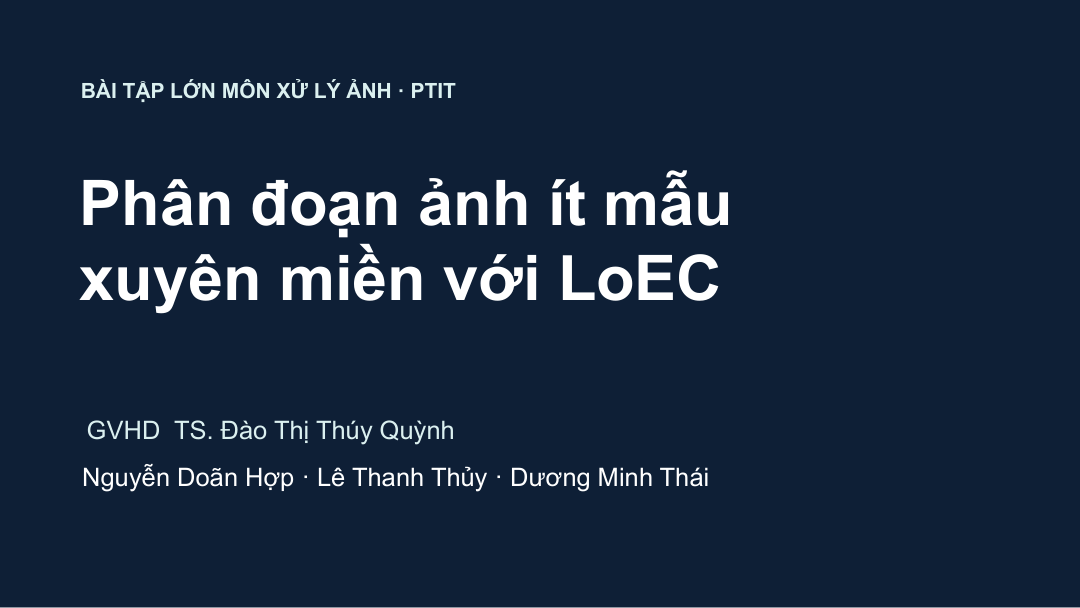 BÀI TẬP LỚN MÔN XỬ LÝ ẢNH · PTIT
Phân đoạn ảnh ít mẫu
xuyên miền với LoEC
GVHD  TS. Đào Thị Thúy Quỳnh
Nguyễn Doãn Hợp · Lê Thanh Thủy · Dương Minh Thái